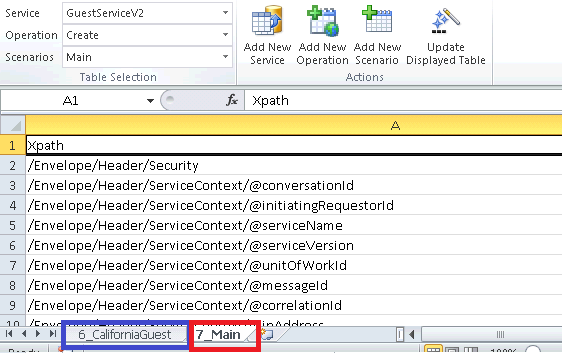 Service GuestServiceV2
Operation Create
Scenarios Main
Table Selection
Add New Service
Add New Operation
Add New Scenario
Update Displayed Table
Actions
A1 fx Xpath
A
1 Xpath
2 /Envelope/Header/Security
3 /Envelope/Header/ServiceContext/@conversationId
4 /Envelope/Header/ServiceContext/@initiatingRequestorId
5 /Envelope/Header/ServiceContext/@serviceName
6 /Envelope/Header/ServiceContext/@serviceVersion
7 /Envelope/Header/ServiceContext/@unitOfWorkId
8 /Envelope/Header/ServiceContext/@messageId
9 /Envelope/Header/ServiceContext/@correlationId
10
6_CaliforniaGuest 7_Main
Ready 100%